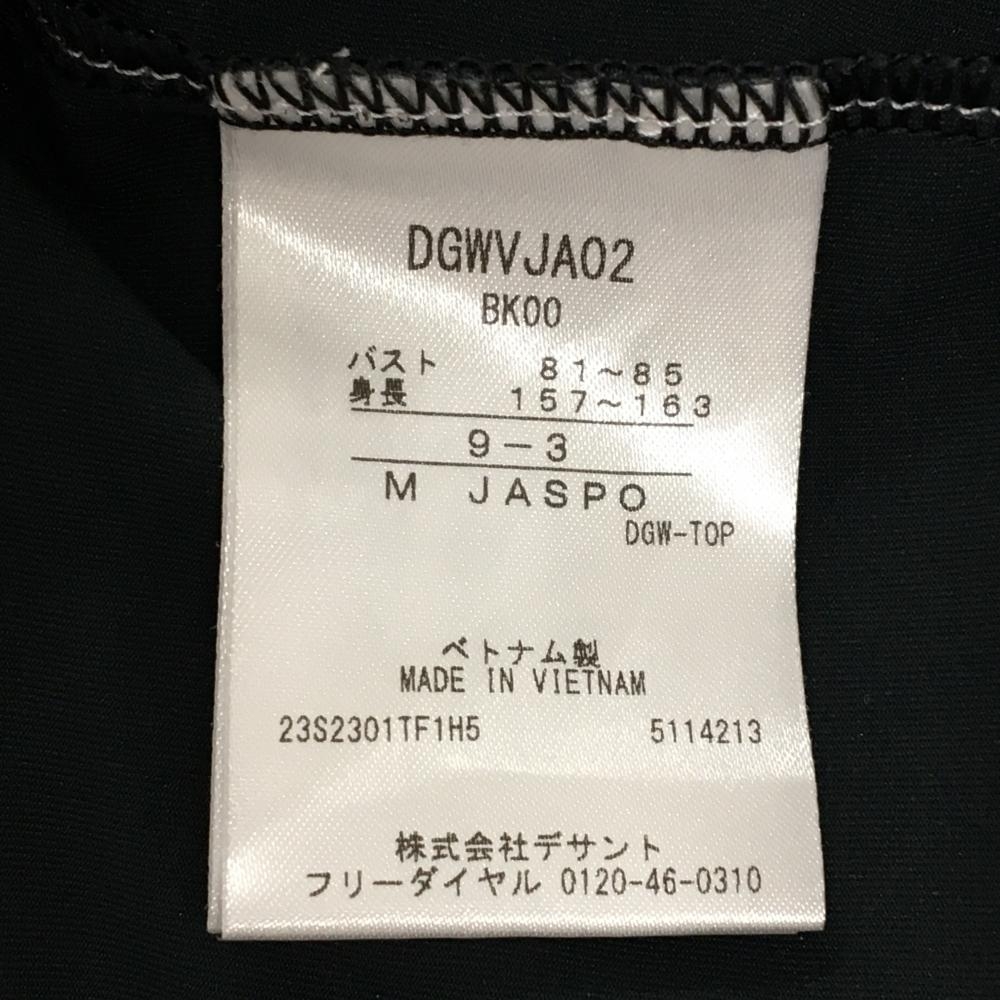 DGWVJA02
BK00
バスト 81～85
身長 157～163
9－3
M JASPO
DGW-TOP
ベトナム製
MADE IN VIETNAM
23S2301TF1H5 5114213
株式会社デサント
フリーダイヤル 0120-46-0310